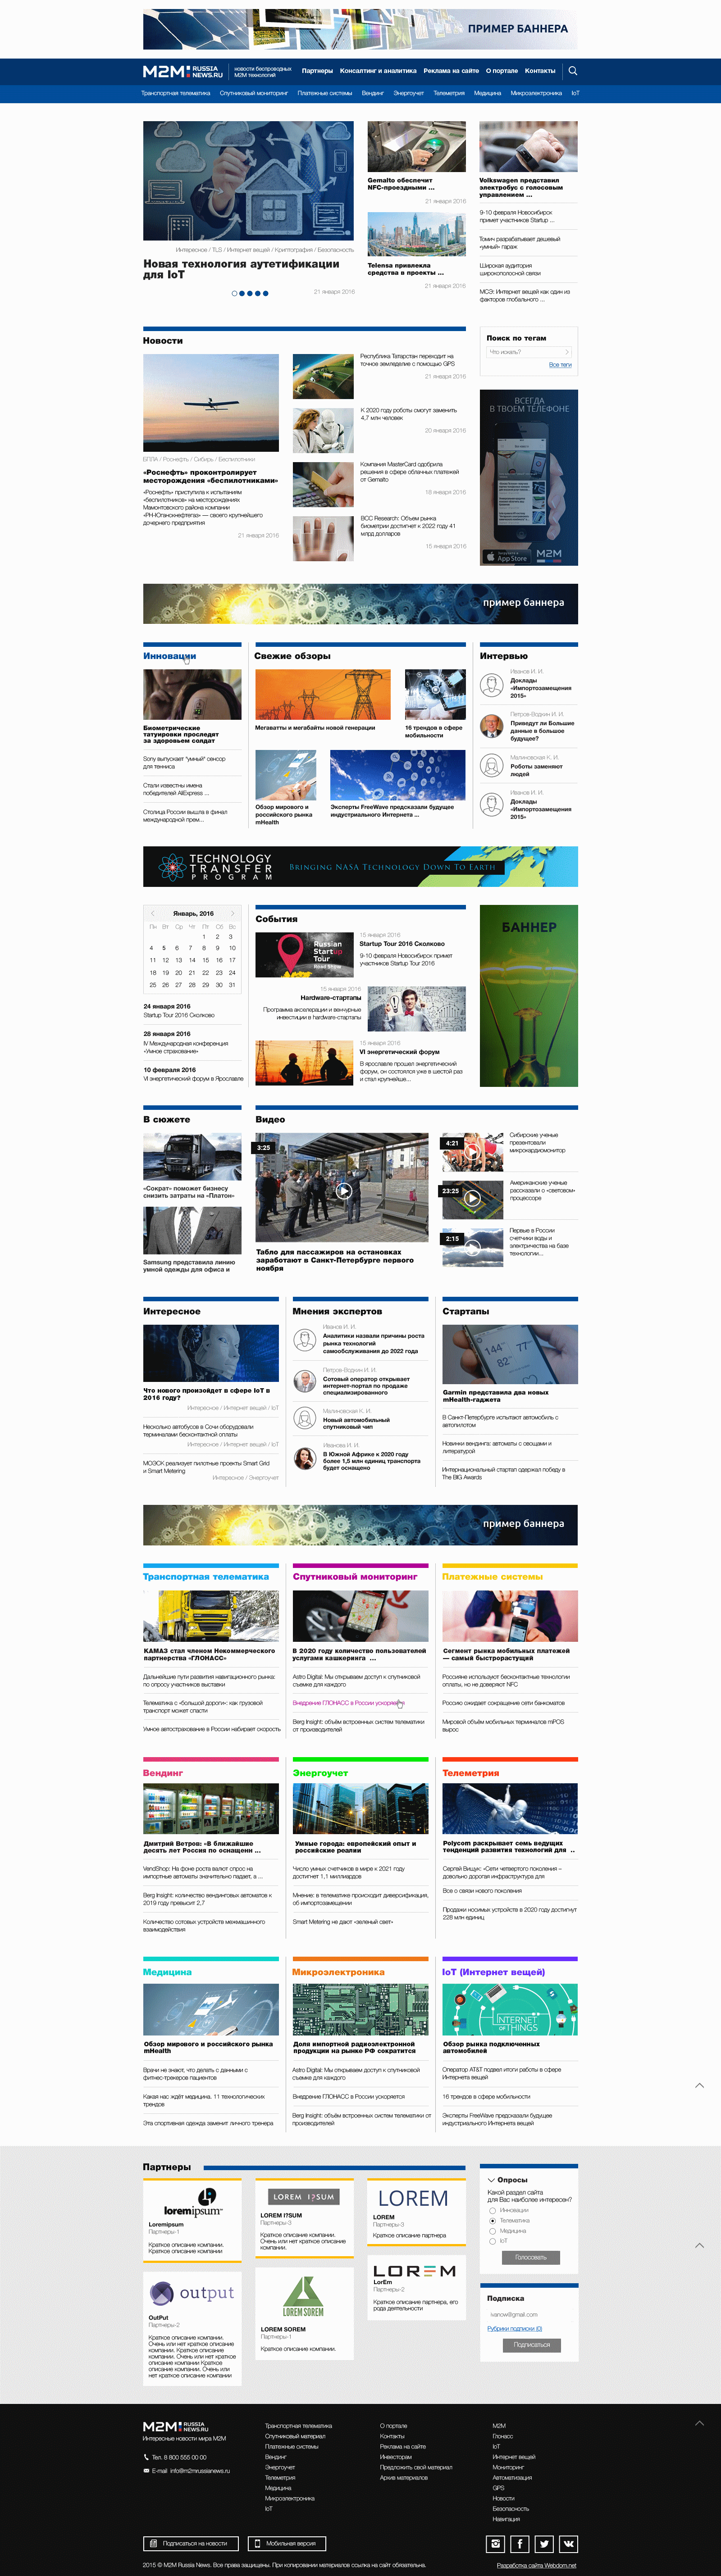 ПРИМЕР БАННЕРА
M2M RUSSIA NEWS.RU
новости беспроводных
M2M технологий
Партнеры Консалтинг и аналитика Реклама на сайте О портале Контакты
Транспортная телематика Спутниковый мониторинг Платежные системы Вендинг Энергоучет Телеметрия Медицина Микроэлектроника IoT
Интересное / TLS / Интернет вещей / Криптография / Безопасность
Новая технология аутетификации
для IoT
21 января 2016
Gemalto обеспечит
NFC-проездными ...
21 января 2016
Telensa привлекла
средства в проекты ...
21 января 2016
Volkswagen представил
электробус с голосовым
управлением ...
9-10 февраля Новосибирск
примет участников Startup ...
Томич разрабатывает дешевый
«умный» гараж
Широкая аудитория
широкополосной связи
МСЭ: Интернет вещей как один из
факторов глобального ...
Новости
БПЛА / Роснефть / Сибирь / Беспилотники
«Роснефть» проконтролирует
месторождения «беспилотниками»
«Роснефть» приступила к испытаниям
«беспилотников» на месторождениях
Мамонтовского района компании
«РН-Юганскнефтегаз» — своего крупнейшего
дочернего предприятия
21 января 2016
Республика Татарстан переходит на
точное земледелие с помощью GPS
21 января 2016
К 2020 году роботы смогут заменить
4,7 млн человек
20 января 2016
Компания MasterCard одобрила
решения в сфере облачных платежей
от Gemalto
18 января 2016
BCC Research: Объем рынка
биометрии достигнет к 2022 году 41
млрд долларов
15 января 2016
Поиск по тегам
Что искать?
Все теги
ВСЕГДА
В ТВОЕМ ТЕЛЕФОНЕ
App Store
M2M
пример баннера
Инновации
Биометрические
татуировки проследят
за здоровьем солдат
Sony выпускает "умный" сенсор
для тенниса
Стали известны имена
победителей AliExpress ...
Столица России вышла в финал
международной прем...
Свежие обзоры
Мегаватты и мегабайты новой генерации
16 трендов в сфере
мобильности
Обзор мирового и
российского рынка
mHealth
Эксперты FreeWave предсказали будущее
индустриального Интернета ...
Интервью
Иванов И. И.
Доклады
«Импортозамещения
2015»
Петров-Водкин И. И.
Приведут ли Большие
данные в большое
будущее?
Малиновская К. И.
Роботы заменяют
людей
Иванов И. И.
Доклады
«Импортозамещения
2015»
TECHNOLOGY
TRANSFER
PROGRAM
BRINGING NASA TECHNOLOGY DOWN TO EARTH
Январь, 2016
Пн Вт Ср Чт Пт Сб Вс
1 2 3
4 5 6 7 8 9 10
11 12 13 14 15 16 17
18 19 20 21 22 23 24
25 26 27 28 29 30 31
24 января 2016
Startup Tour 2016 Сколково
28 января 2016
IV Международная конференция
«Умное страхование»
10 февраля 2016
VI энергетический форум в Ярославле
События
Russian
StartUp
Tour
Road Show
15 января 2016
Startup Tour 2016 Сколково
9-10 февраля Новосибирск примет
участников Startup Tour 2016
15 января 2016
Hardware-стартапы
Программа акселерации и венчурные
инвестиции в hardware-стартапы
15 января 2016
VI энергетический форум
В ярославле прошел энергетический
форум, он состоялся уже в шестой раз
и стал крупнейше...
БАННЕР
В сюжете
«Сократ» поможет бизнесу
снизить затраты на «Платон»
Samsung представила линию
умной одежды для офиса и
Видео
3:25
Табло для пассажиров на остановках
заработают в Санкт-Петербурге первого
ноября
4:21
Сибирские ученые
презентовали
микрокардиомонитор
23:25
Американские ученые
рассказали о «световом»
процессоре
2:15
Первые в России
счетчики воды и
электричества на базе
технологии...
Интересное
Что нового произойдет в сфере IoT в
2016 году?
Интересное / Интернет вещей / IoT
Несколько автобусов в Сочи оборудовали
терминалами бесконтактной оплаты
Интересное / Интернет вещей / IoT
МОЭСК реализует пилотные проекты Smart Grid
и Smart Metering
Интересное / Энергоучет
Мнения экспертов
Иванов И. И.
Аналитики назвали причины роста
рынка технологий
самообслуживания до 2022 года
Петров-Водкин И. И.
Сотовый оператор открывает
интернет-портал по продаже
специализированного
Малиновская К. И.
Новый автомобильный
спутниковый чип
Иванова И. И.
В Южной Африке к 2020 году
более 1,5 млн единиц транспорта
будет оснащено
Стартапы
144
82
77°
Garmin представила два новых
mHealth-гаджета
В Санкт-Петербурге испытают автомобиль с
автопилотом
Новинки вендинга: автоматы с овощами и
литературой
Интернациональный стартап одержал победу в
The BIG Awards
пример баннера
Транспортная телематика
КАМАЗ стал членом Некоммерческого
партнерства «ГЛОНАСС»
Дальнейшие пути развития навигационного рынка:
по опросу участников выставки
Телематика с «большой дороги»: как грузовой
транспорт может спасти
Умное автострахование в России набирает скорость
Спутниковый мониторинг
В 2020 году количество пользователей
услугами кашкеринга ...
Astro Digital: Мы открываем доступ к спутниковой
съемке для каждого
Внедрение ГЛОНАСС в России ускоряется
Berg Insight: объём встроенных систем телематики
от производителей
Платежные системы
Сегмент рынка мобильных платежей
— самый быстрорастущий
Россияне используют бесконтактные технологии
оплаты, но не доверяют NFC
Россию ожидает сокращение сети банкоматов
Мировой объём мобильных терминалов mPOS
вырос
Вендинг
Дмитрий Ветров: «В ближайшие
десять лет Россия по оснащенн ...
VendShop: На фоне роста валют спрос на
импортные автоматы значительно падает, а ...
Berg Insight: количество вендинговых автоматов к
2019 году превысит 2,7
Количество сотовых устройств межмашинного
взаимодействия
Энергоучет
Умные города: европейский опыт и
российские реалии
Число умных счетчиков в мире к 2021 году
достигнет 1,1 миллиардов
Мнение: в телематике происходит диверсификация,
об импортозамещении
Smart Metering не дают «зеленый свет»
Телеметрия
Polycom раскрывает семь ведущих
тенденций развития технологий для ..
Сергей Вищук: «Сети четвертого поколения –
довольно дорогая инфраструктура для
Все о связи нового поколения
Продажи носимых устройств в 2020 году достигнут
228 млн единиц
Медицина
Обзор мирового и российского рынка
mHealth
Врачи не знают, что делать с данными с
фитнес-трекеров пациентов
Какая нас ждёт медицина. 11 технологических
трендов
Эта спортивная одежда заменит личного тренера
Микроэлектроника
Доля импортной радиоэлектронной
продукции на рынке РФ сократится
Astro Digital: Мы открываем доступ к спутниковой
съемке для каждого
Внедрение ГЛОНАСС в России ускоряется
Berg Insight: объём встроенных систем телематики от
производителей
IoT (Интернет вещей)
INTERNET
OF THINGS
Обзор рынка подключенных
автомобилей
Оператор AT&T подвел итоги работы в сфере
Интернета вещей
16 трендов в сфере мобильности
Эксперты FreeWave предсказали будущее
индустриального Интернета вещей
Партнеры
loremipsum
Loremipsum
Партнеры-1
Краткое описание компании.
Краткое описание компании
LOREM I?SUM
LOREM I?SUM
Партнеры-3
Краткое описание компании.
Очень или нет краткое описание
компании.
LOREM
LOREM
Партнеры-3
Краткое описание партнера
output
OutPut
Партнеры-2
Краткое описание компании.
Очень или нет краткое описание
компании. Краткое описание
компании. Очень или нет краткое
описание компании Краткое
описание компании. Очень или
нет краткое описание компании
LOREM SOREM
LOREM SOREM
Партнеры-1
Краткое описание компании.
LOREM
LorEm
Партнеры-2
Краткое описание партнера, его
рода деятельности
Опросы
Какой раздел сайта
для Вас наиболее интересен?
Инновации
Телематика
Медицина
IoT
Голосовать
Подписка
ivanow@gmail.com
Рубрики подписки (0)
Подписаться
M2M RUSSIA NEWS.RU
Интересные новости мира M2M
Тел. 8 800 555 00 00
E-mail info@m2mrussianews.ru
Транспортная телематика
Спутниковый материал
Платежные системы
Вендинг
Энергоучет
Телеметрия
Медицина
Микроэлектроника
IoT
О портале
Контакты
Реклама на сайте
Инвесторам
Предложить свой материал
Архив материалов
M2M
Глонасс
IoT
Интернет вещей
Мониторинг
Автоматизация
GPS
Новости
Безопасность
Навигация
Подписаться на новости
Мобильная версия
2015 © M2M Russia News. Все права защищены. При копировании материалов ссылка на сайт обязательна.
Разработка сайта Webdom.net